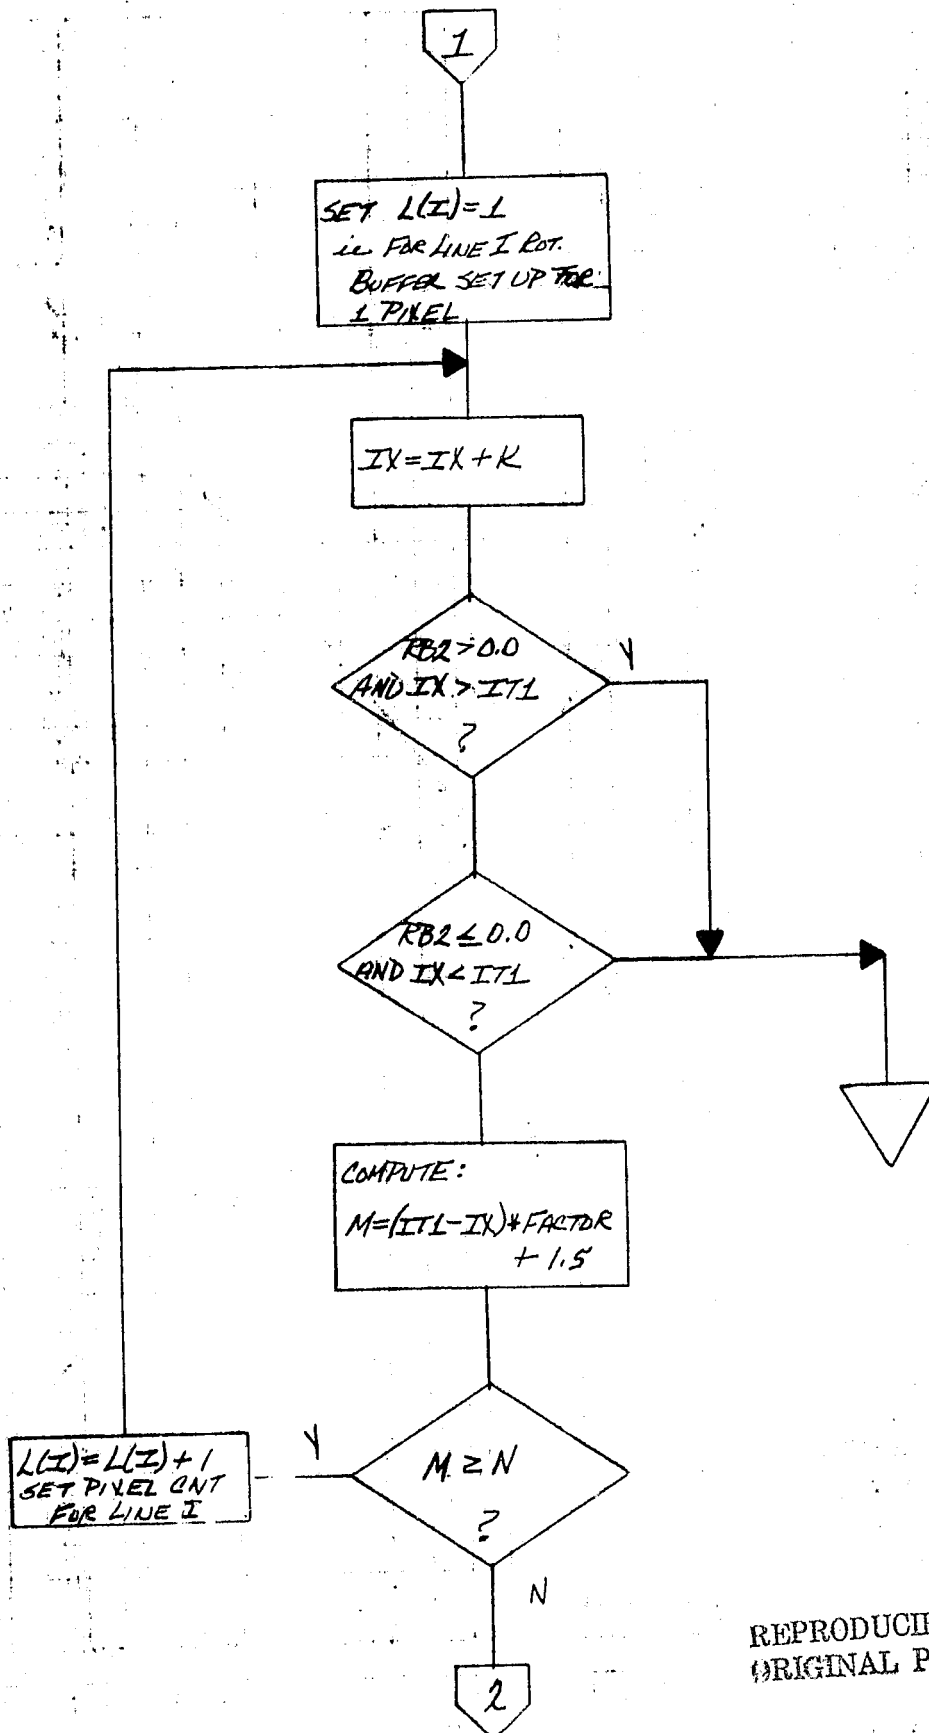 1
SET L(I)=1
ie FOR LINE I ROT.
BUFFER SET UP FOR
1 PIXEL
IX=IX+K
RB2>0.0
AND IX>IT1
?
Y
RB2≤0.0
AND IX<IT1
?
COMPUTE:
M=(IT1-IX)*FACTOR
+1.5
L(I)=L(I)+1
SET PIXEL CNT
FOR LINE I
Y
M≥N
?
N
2
ORIGINAL